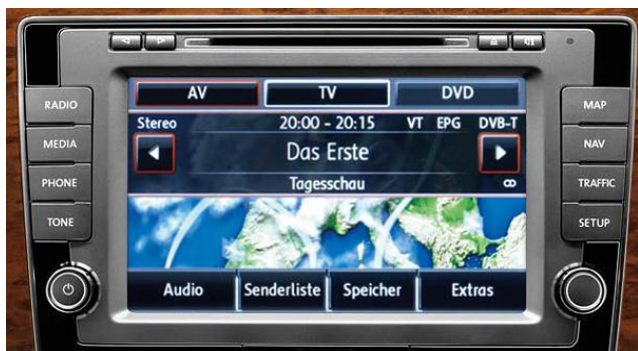 AV TV DVD
RADIO
Stereo 20:00 - 20:15 VT EPG DVB-T
MAP
MEDIA
Das Erste
NAV
PHONE
Tagesschau
TRAFFIC
TONE
SETUP
Audio Senderliste Speicher Extras